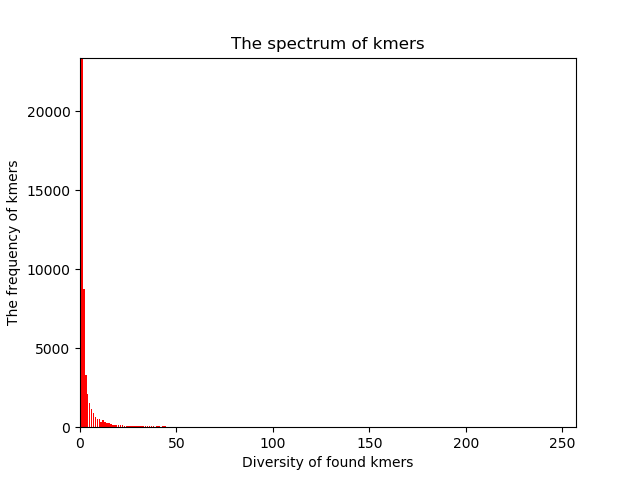 The spectrum of kmers
The frequency of kmers
20000
15000
10000
5000
0
0 50 100 150 200 250
Diversity of found kmers